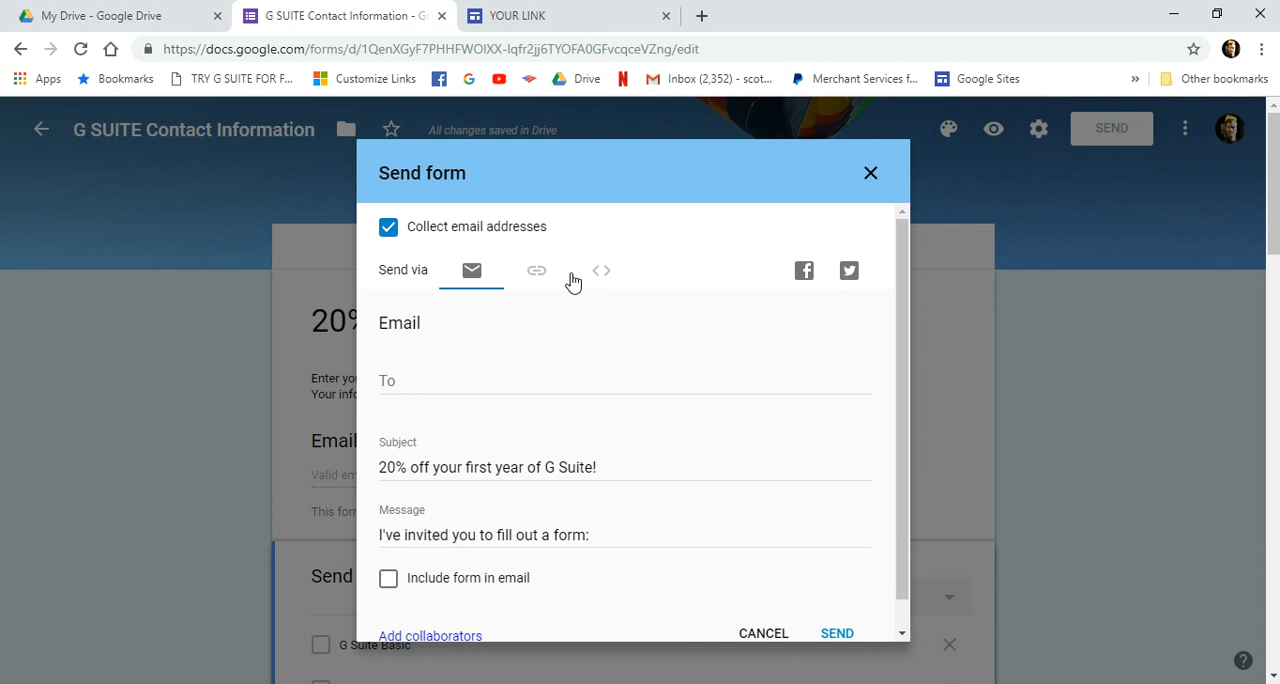 My Drive - Google Drive
G SUITE Contact Information - G
YOUR LINK
https://docs.google.com/forms/d/1QenXGyF7PHHFWOIXX-lqfr2jj6TYOFA0GFvcqceVZng/edit
Apps
Bookmarks
TRY G SUITE FOR F...
Customize Links
Drive
Inbox (2,352) - scot...
Merchant Services f...
Google Sites
»
Other bookmarks
G SUITE Contact Information
All changes saved in Drive
SEND
Send form
Collect email addresses
Send via
Email
To
Subject
20% off your first year of G Suite!
Message
I've invited you to fill out a form:
Include form in email
Add collaborators
CANCEL
SEND
20%
Enter yo
Your info
Email
Valid em
This form
Send
G Suite Basic